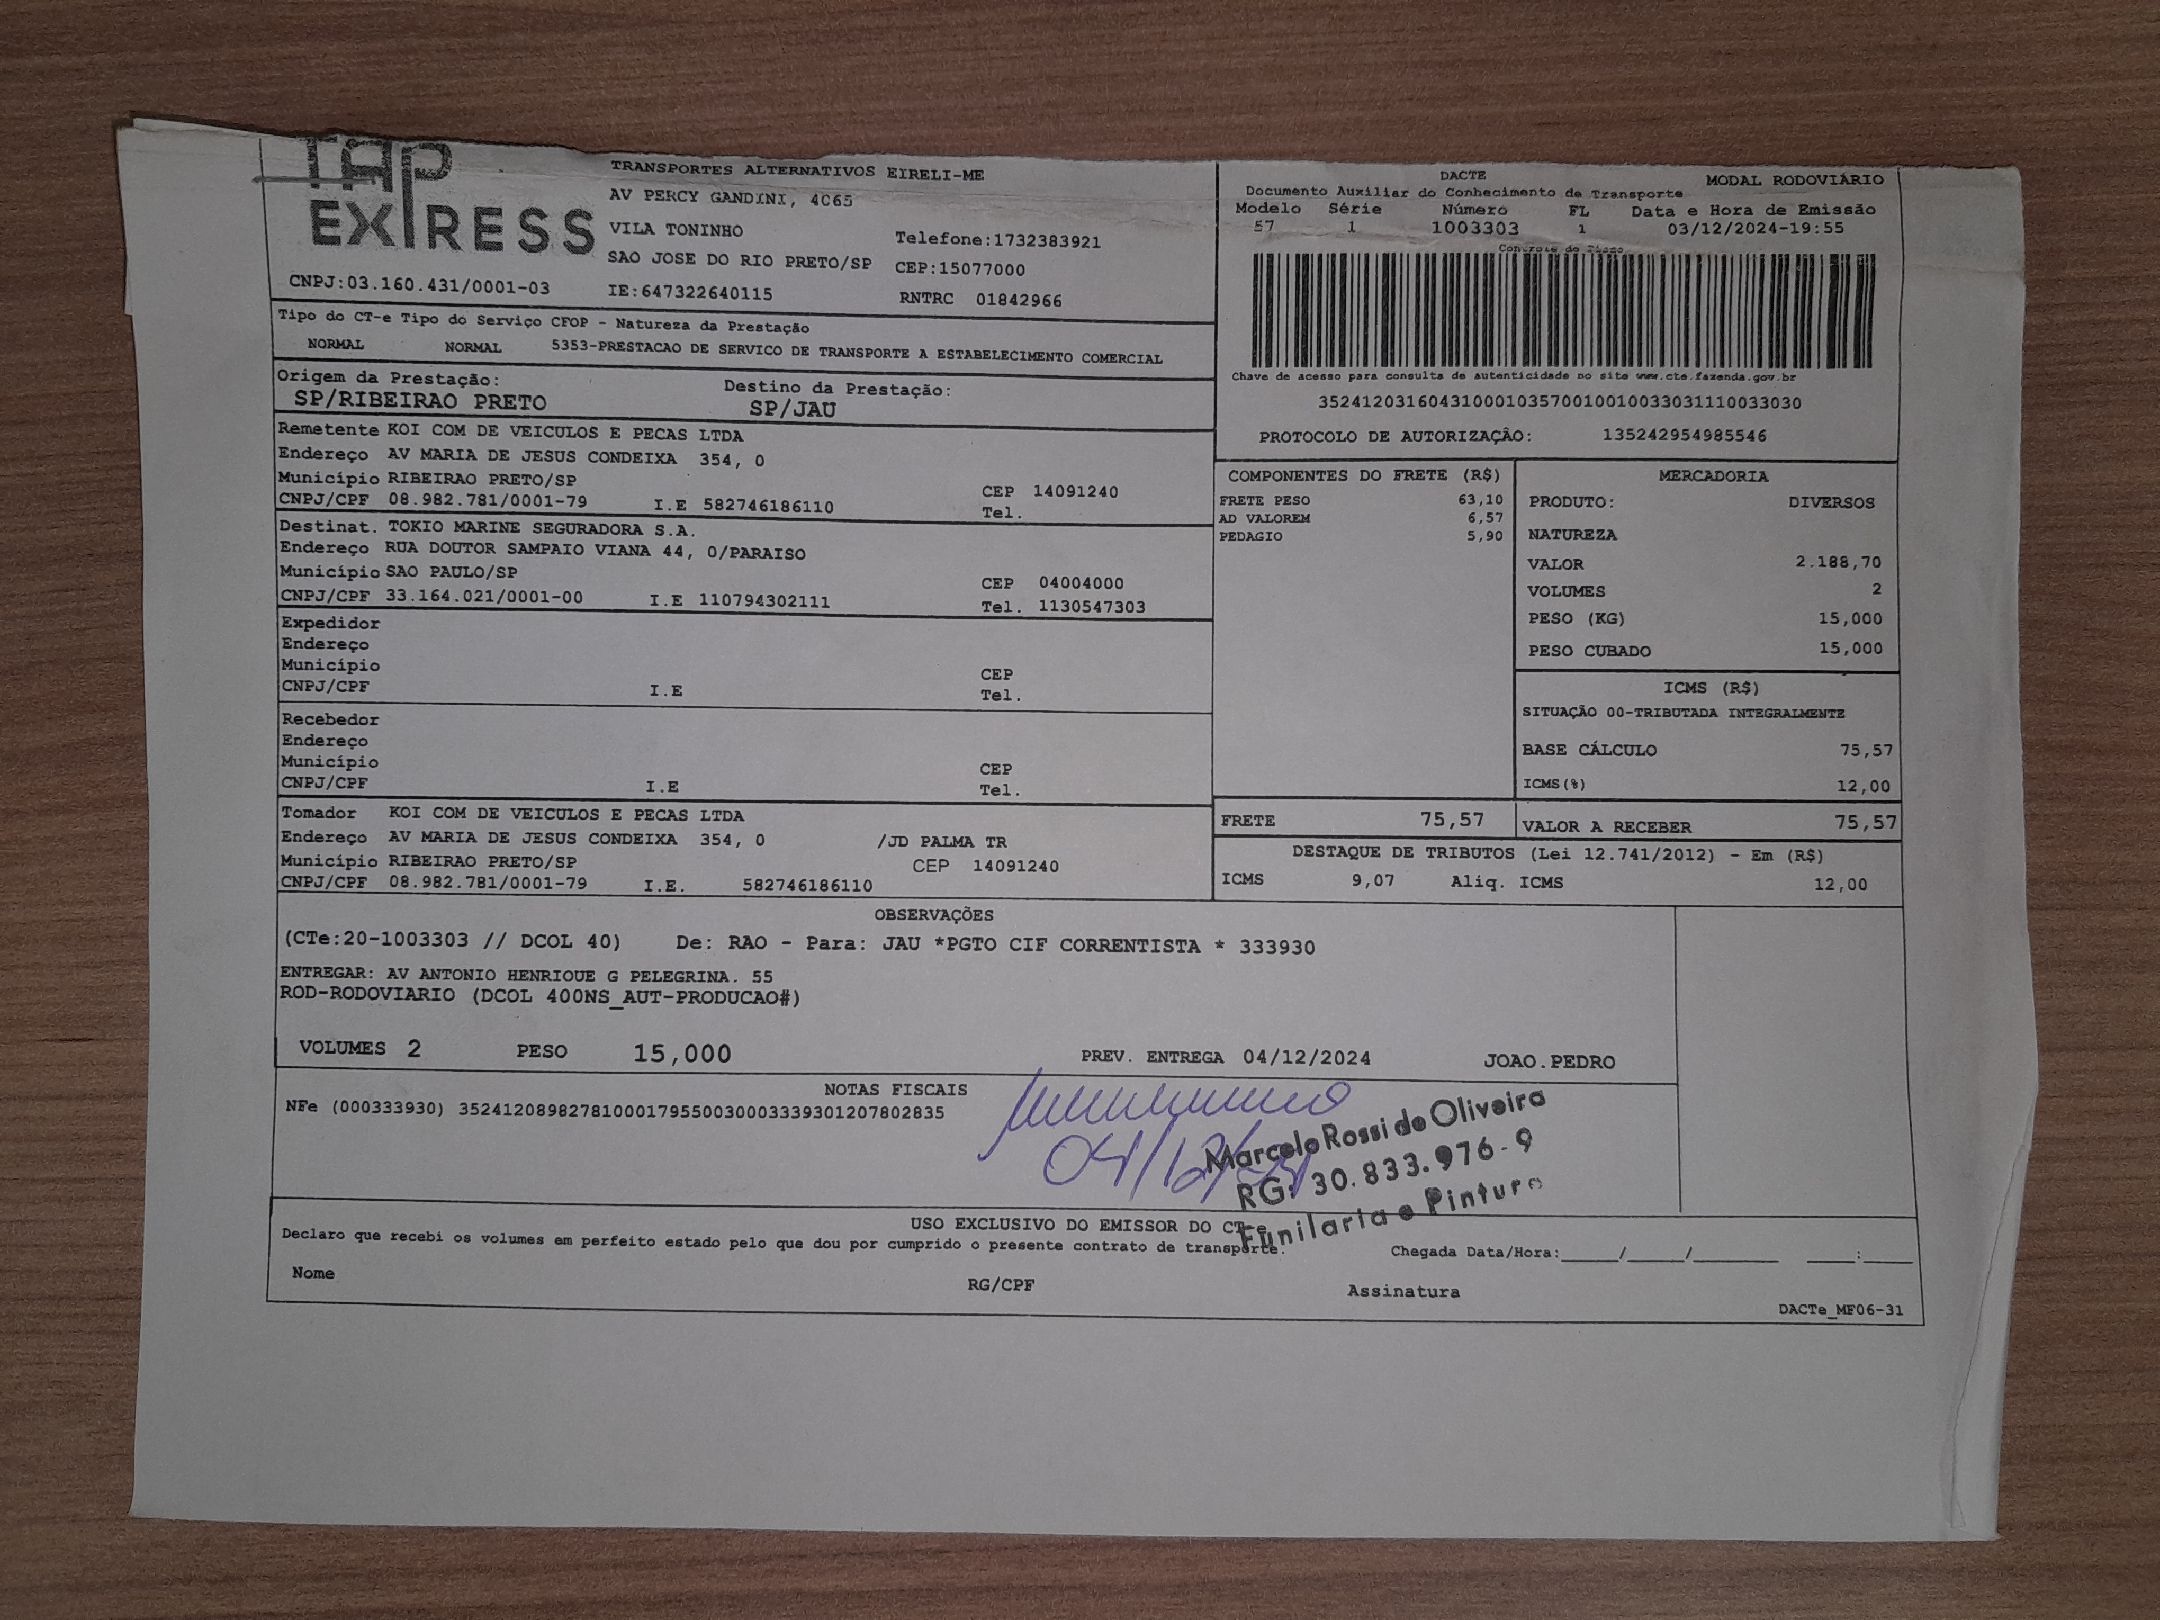 TAP
EXPRESS
TRANSPORTES ALTERNATIVOS EIRELI-ME
AV PERCY GANDINI, 4065
VILA TONINHO
Telefone:1732383921
SAO JOSE DO RIO PRETO/SP CEP:15077000
CNPJ:03.160.431/0001-03 IE:647322640115 RNTRC 01842966
DACTE MODAL RODOVIÁRIO
Documento Auxiliar do Conhecimento de Transporte
Modelo Série Número FL Data e Hora de Emissão
57 1 1003303 1 03/12/2024-19:55
Controle do Fisco
Chave de acesso para consulta de autenticidade no site www.cte.fazenda.gov.br
35241203160431000103570010010033031110033030
PROTOCOLO DE AUTORIZAÇÃO: 135242954985546
Tipo do CT-e Tipo do Serviço CFOP - Natureza da Prestação
NORMAL NORMAL 5353-PRESTACAO DE SERVICO DE TRANSPORTE A ESTABELECIMENTO COMERCIAL
Origem da Prestação: Destino da Prestação:
SP/RIBEIRAO PRETO SP/JAU
Remetente KOI COM DE VEICULOS E PECAS LTDA
Endereço AV MARIA DE JESUS CONDEIXA 354, 0
Município RIBEIRAO PRETO/SP CEP 14091240
CNPJ/CPF 08.982.781/0001-79 I.E 582746186110 Tel.
Destinat. TOKIO MARINE SEGURADORA S.A.
Endereço RUA DOUTOR SAMPAIO VIANA 44, 0/PARAISO
Município SAO PAULO/SP CEP 04004000
CNPJ/CPF 33.164.021/0001-00 I.E 110794302111 Tel. 1130547303
Expedidor
Endereço
Município CEP
CNPJ/CPF I.E Tel.
Recebedor
Endereço
Município CEP
CNPJ/CPF I.E Tel.
Tomador KOI COM DE VEICULOS E PECAS LTDA
Endereço AV MARIA DE JESUS CONDEIXA 354, 0 /JD PALMA TR
Município RIBEIRAO PRETO/SP CEP 14091240
CNPJ/CPF 08.982.781/0001-79 I.E. 582746186110
COMPONENTES DO FRETE (R$)
FRETE PESO 63,10
AD VALOREM 6,57
PEDAGIO 5,90
MERCADORIA
PRODUTO: DIVERSOS
NATUREZA
VALOR 2.188,70
VOLUMES 2
PESO (KG) 15,000
PESO CUBADO 15,000
ICMS (R$)
SITUAÇÃO 00-TRIBUTADA INTEGRALMENTE
BASE CÁLCULO 75,57
ICMS(%) 12,00
FRETE 75,57 VALOR A RECEBER 75,57
DESTAQUE DE TRIBUTOS (Lei 12.741/2012) - Em (R$)
ICMS 9,07 Aliq. ICMS 12,00
OBSERVAÇÕES
(CTe:20-1003303 // DCOL 40) De: RAO - Para: JAU *PGTO CIF CORRENTISTA * 333930
ENTREGAR: AV ANTONIO HENRIQUE G PELEGRINA. 55
ROD-RODOVIARIO (DCOL 400NS_AUT-PRODUCAO#)
VOLUMES 2 PESO 15,000 PREV. ENTREGA 04/12/2024 JOAO.PEDRO
NOTAS FISCAIS
NFe (000333930) 35241208982781000179550030003339301207802835
04/12/24
Marcelo Rossi de Oliveira
RG: 30.833.976-9
Funilaria e Pintura
USO EXCLUSIVO DO EMISSOR DO CT-e
Declaro que recebi os volumes em perfeito estado pelo que dou por cumprido o presente contrato de transporte.
Chegada Data/Hora:_____/_____/_______ ____:____
Nome RG/CPF Assinatura
DACTe_MF06-31